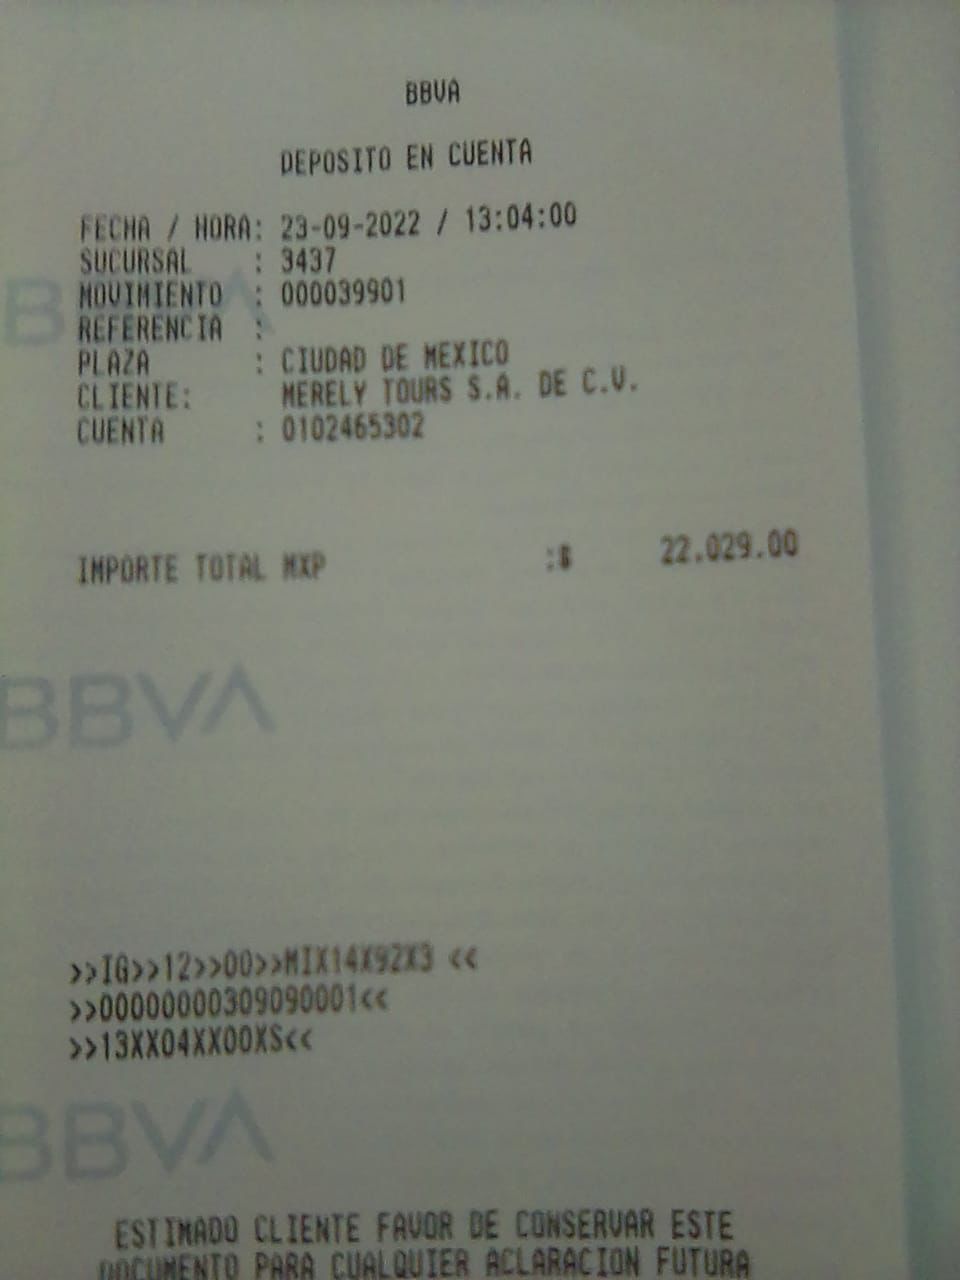 BBVA
DEPOSITO EN CUENTA
FECHA / HORA: 23-09-2022 / 13:04:00
SUCURSAL : 3437
MOVIMIENTO : 000039901
REFERENCIA :
PLAZA : CIUDAD DE MEXICO
CLIENTE: MERELY TOURS S.A. DE C.V.
CUENTA : 0102465302
IMPORTE TOTAL MXP :$ 22.029.00
BBVA
>>IG>>12>>00>>MIX14X92X3 <<
>>00000000309090001<<
>>13XX04XX00XS<<
BBVA
ESTIMADO CLIENTE FAVOR DE CONSERVAR ESTE
DOCUMENTO PARA CUALQUIER ACLARACION FUTURA